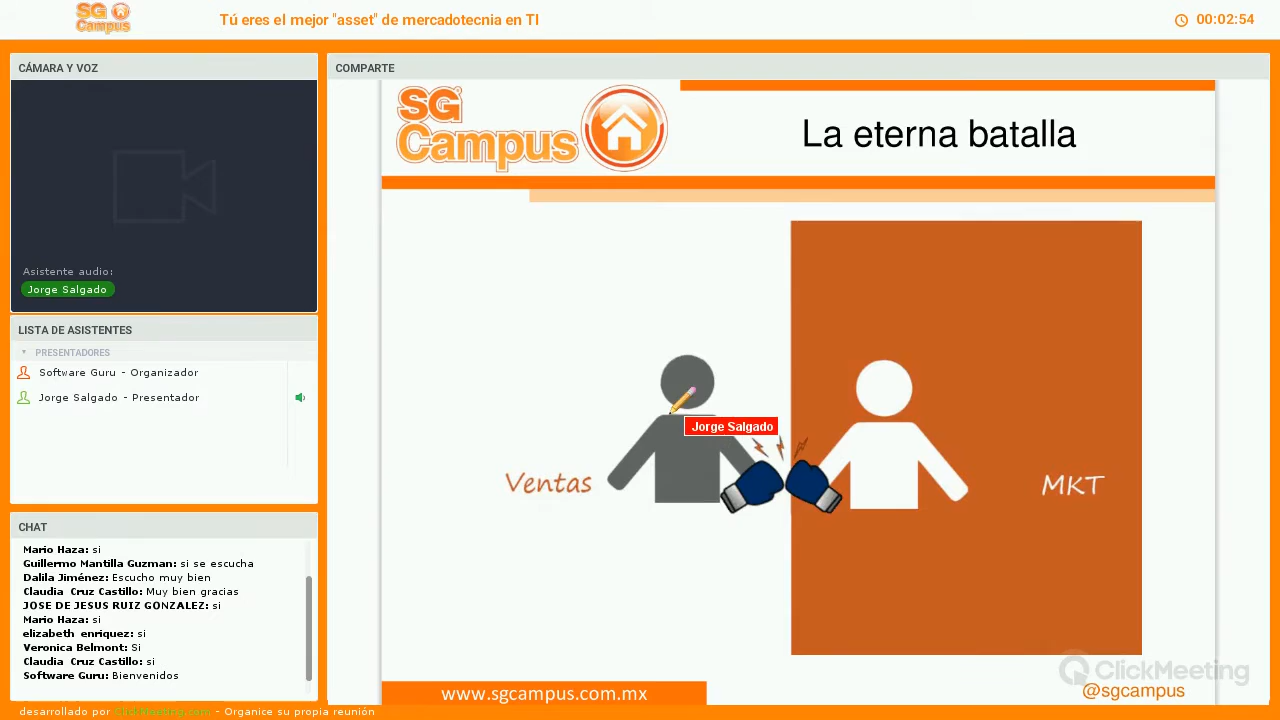 SG
Campus
Tú eres el mejor "asset" de mercadotecnia en TI
00:02:54
CÁMARA Y VOZ
Asistente audio:
Jorge Salgado
LISTA DE ASISTENTES
PRESENTADORES
Software Guru - Organizador
Jorge Salgado - Presentador
CHAT
Mario Haza: si
Guillermo Mantilla Guzman: si se escucha
Dalila Jiménez: Escucho muy bien
Claudia Cruz Castillo: Muy bien gracias
JOSE DE JESUS RUIZ GONZALEZ: si
Mario Haza: si
elizabeth enriquez: si
Veronica Belmont: Si
Claudia Cruz Castillo: si
Software Guru: Bienvenidos
desarrollado por ClickMeeting.com - Organice su propia reunión
COMPARTE
SG
Campus
La eterna batalla
Jorge Salgado
Ventas
MKT
ClickMeeting
@sgcampus
www.sgcampus.com.mx